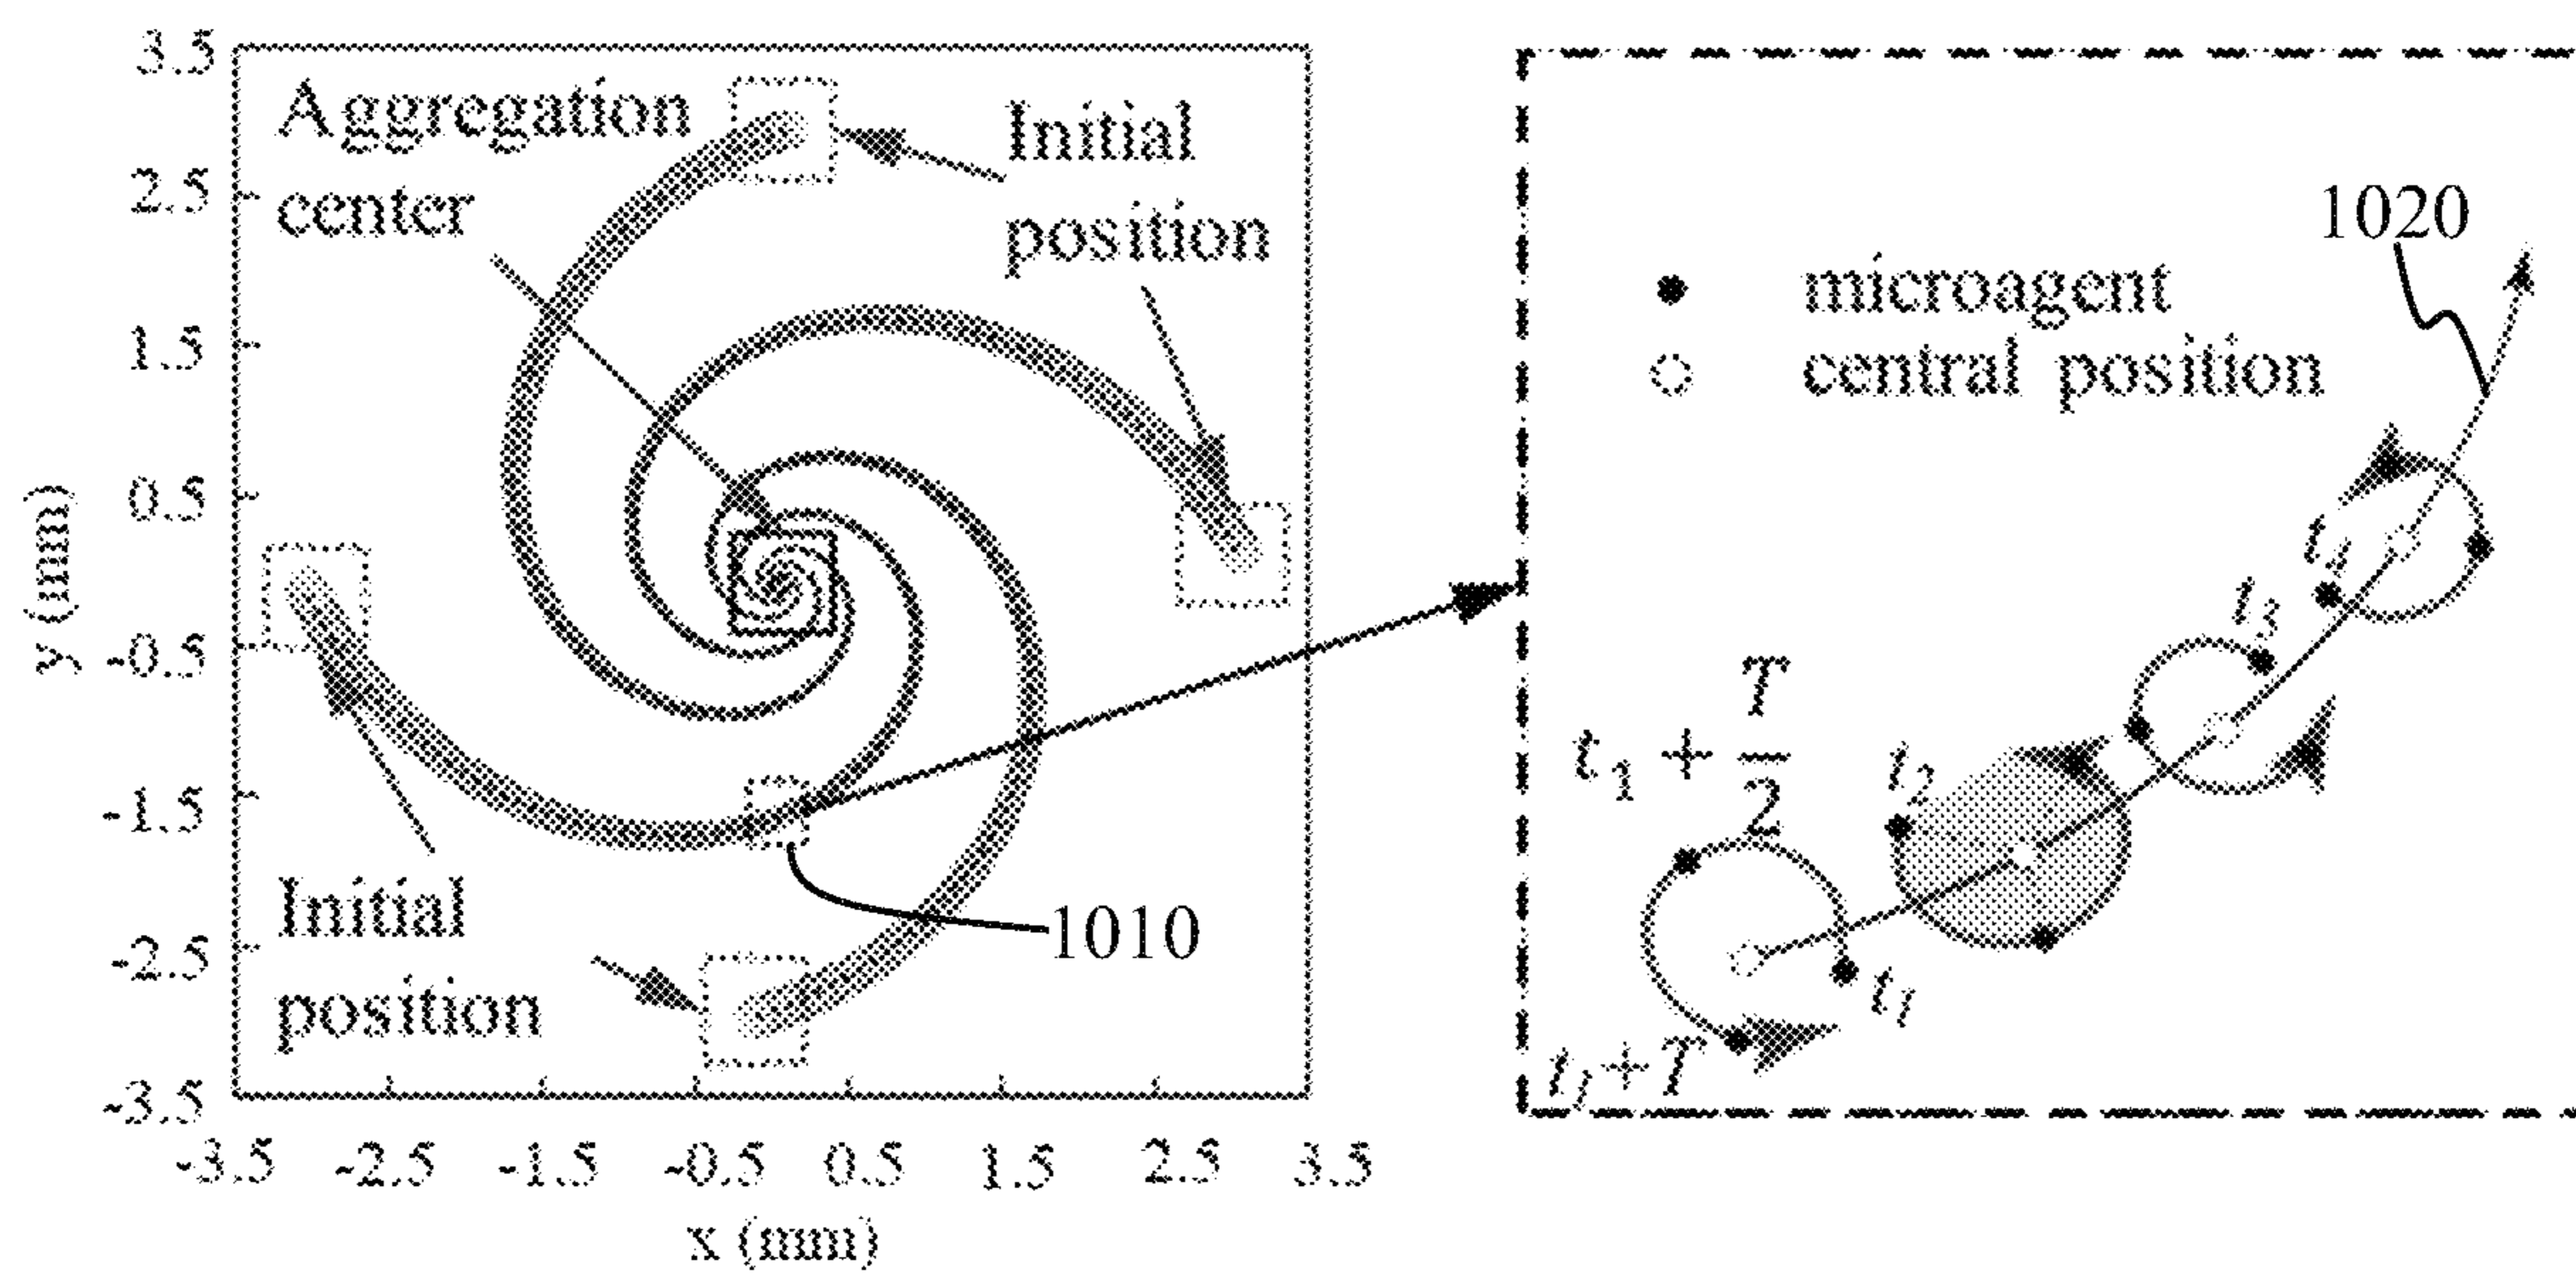 3.5
2.5
1.5
0.5
-0.5
-1.5
-2.5
-3.5
y (mm)
-3.5 -2.5 -1.5 -0.5 0.5 1.5 2.5 3.5
x (mm)
Aggregation
center
Initial
position
Initial
position
1010
1020
microagent
central position
t4
t3
t1 + T/2
t2
t1
t1+T